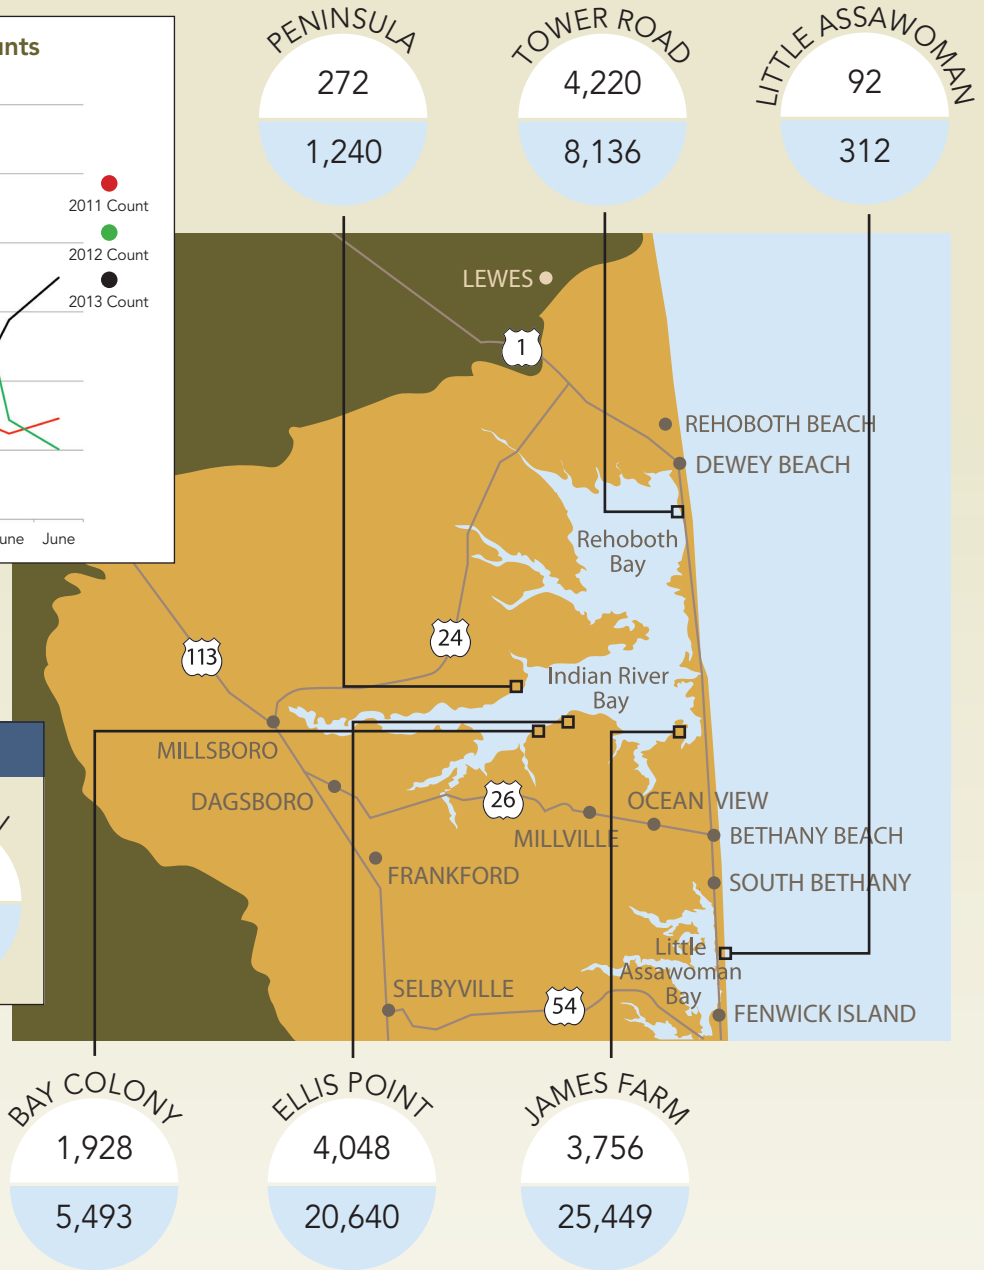 PENINSULA
272
1,240
TOWER ROAD
4,220
8,136
LITTLE ASSAWOMAN
92
312
2011 Count
2012 Count
2013 Count
June
LEWES
1
REHOBOTH BEACH
DEWEY BEACH
Rehoboth
Bay
24
113
Indian River
Bay
MILLSBORO
DAGSBORO
26
OCEAN VIEW
MILLVILLE
BETHANY BEACH
FRANKFORD
SOUTH BETHANY
Little
Assawoman
Bay
SELBYVILLE
54
FENWICK ISLAND
BAY COLONY
1,928
5,493
ELLIS POINT
4,048
20,640
JAMES FARM
3,756
25,449